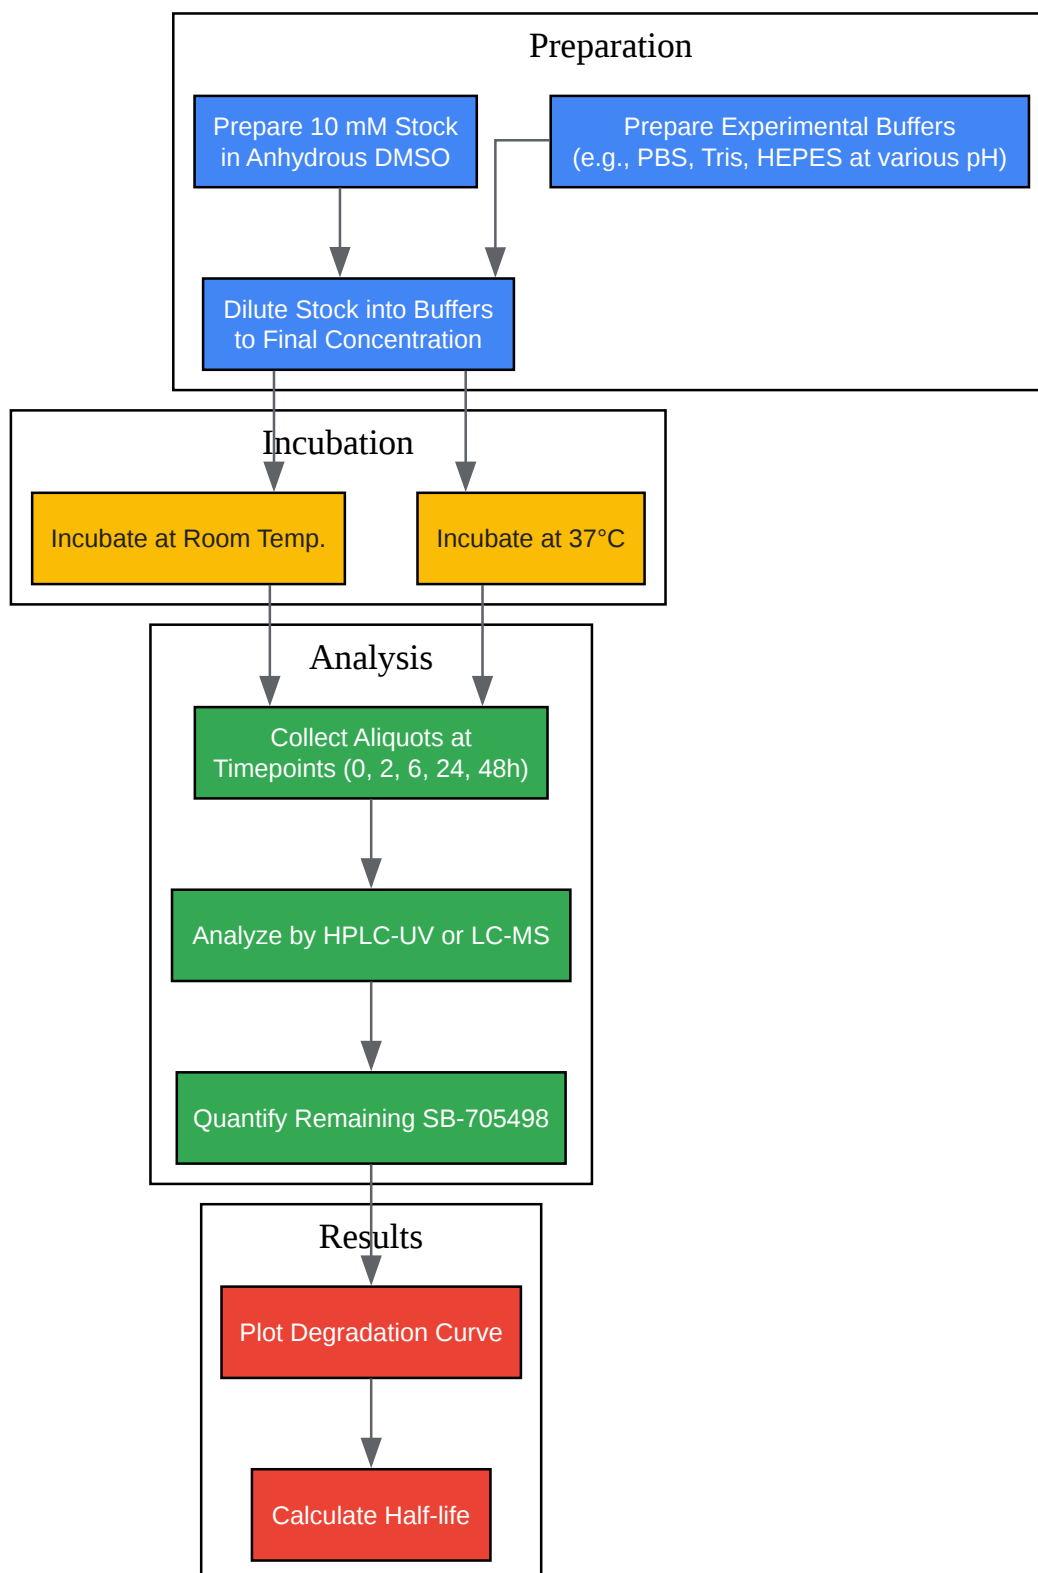 Preparation
Prepare 10 mM Stock
in Anhydrous DMSO
Prepare Experimental Buffers
(e.g., PBS, Tris, HEPES at various pH)
Dilute Stock into Buffers
to Final Concentration
Incubation
Incubate at Room Temp.
Incubate at 37°C
Analysis
Collect Aliquots at
Timepoints (0, 2, 6, 24, 48h)
Analyze by HPLC-UV or LC-MS
Quantify Remaining SB-705498
Results
Plot Degradation Curve
Calculate Half-life